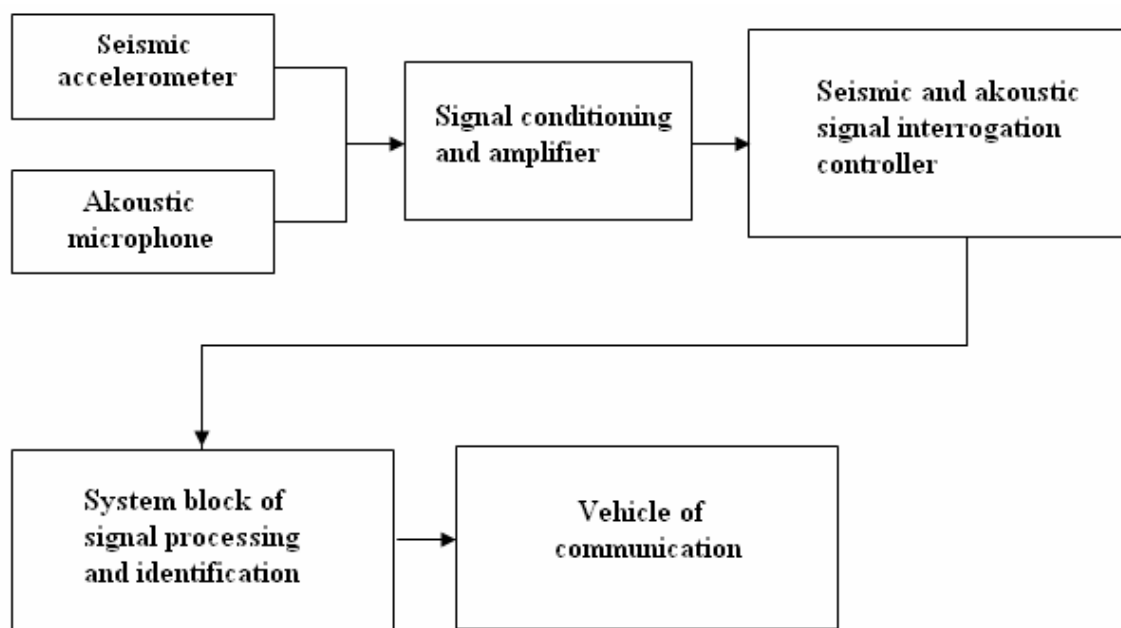 Seismic
accelerometer
Akoustic
microphone
Signal conditioning
and amplifier
Seismic and akoustic
signal interrogation
controller
System block of
signal processing
and identification
Vehicle of
communication